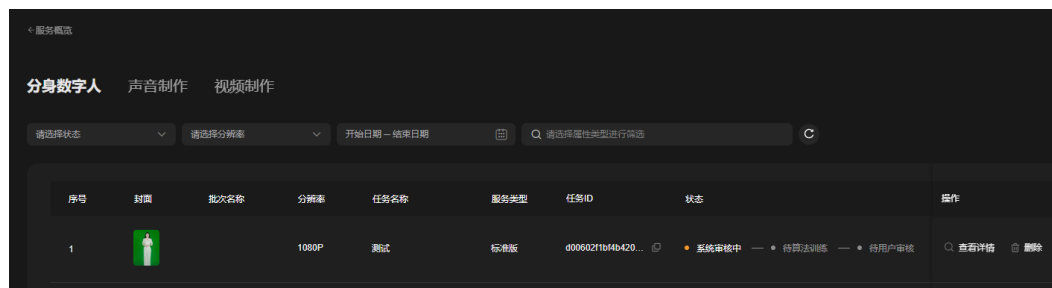 ←服务概览
分身数字人 声音制作 视频制作
请选择状态 请选择分辨率 开始日期 – 结束日期 请选择属性类型进行筛选
序号 封面 批次名称 分辨率 任务名称 服务类型 任务ID 状态 操作
1 1080P 测试 标准版 d00602f1bf4b420... 系统审核中 — 待算法训练 — 待用户审核 查看详情 删除